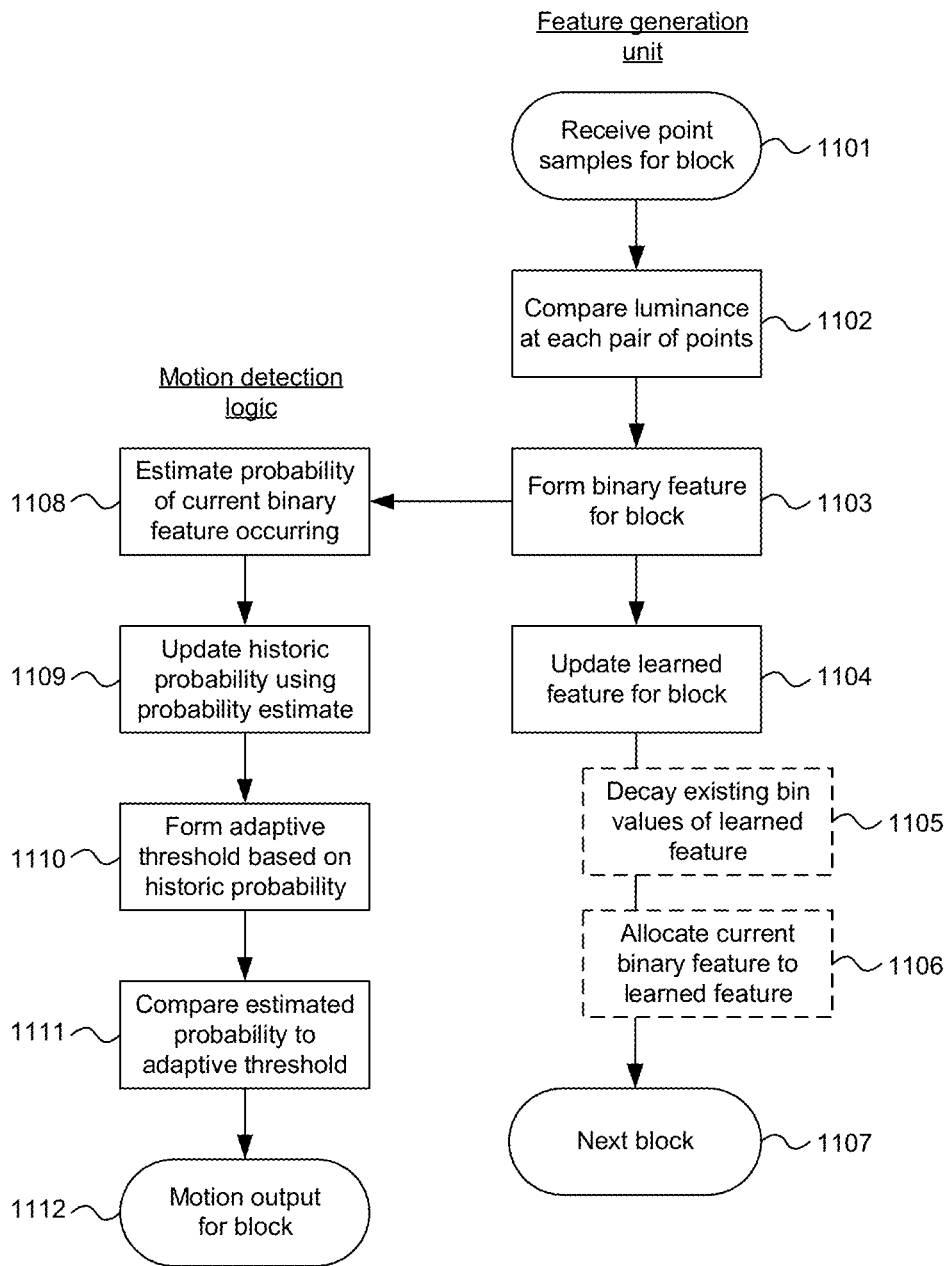 Feature generation
unit
Receive point
samples for block
1101
Compare luminance
at each pair of points
1102
Form binary feature
for block
1103
Update learned
feature for block
1104
Decay existing bin
values of learned
feature
1105
Allocate current
binary feature to
learned feature
1106
Next block
1107
Motion detection
logic
1108
Estimate probability
of current binary
feature occurring
1109
Update historic
probability using
probability estimate
1110
Form adaptive
threshold based on
historic probability
1111
Compare estimated
probability to
adaptive threshold
1112
Motion output
for block